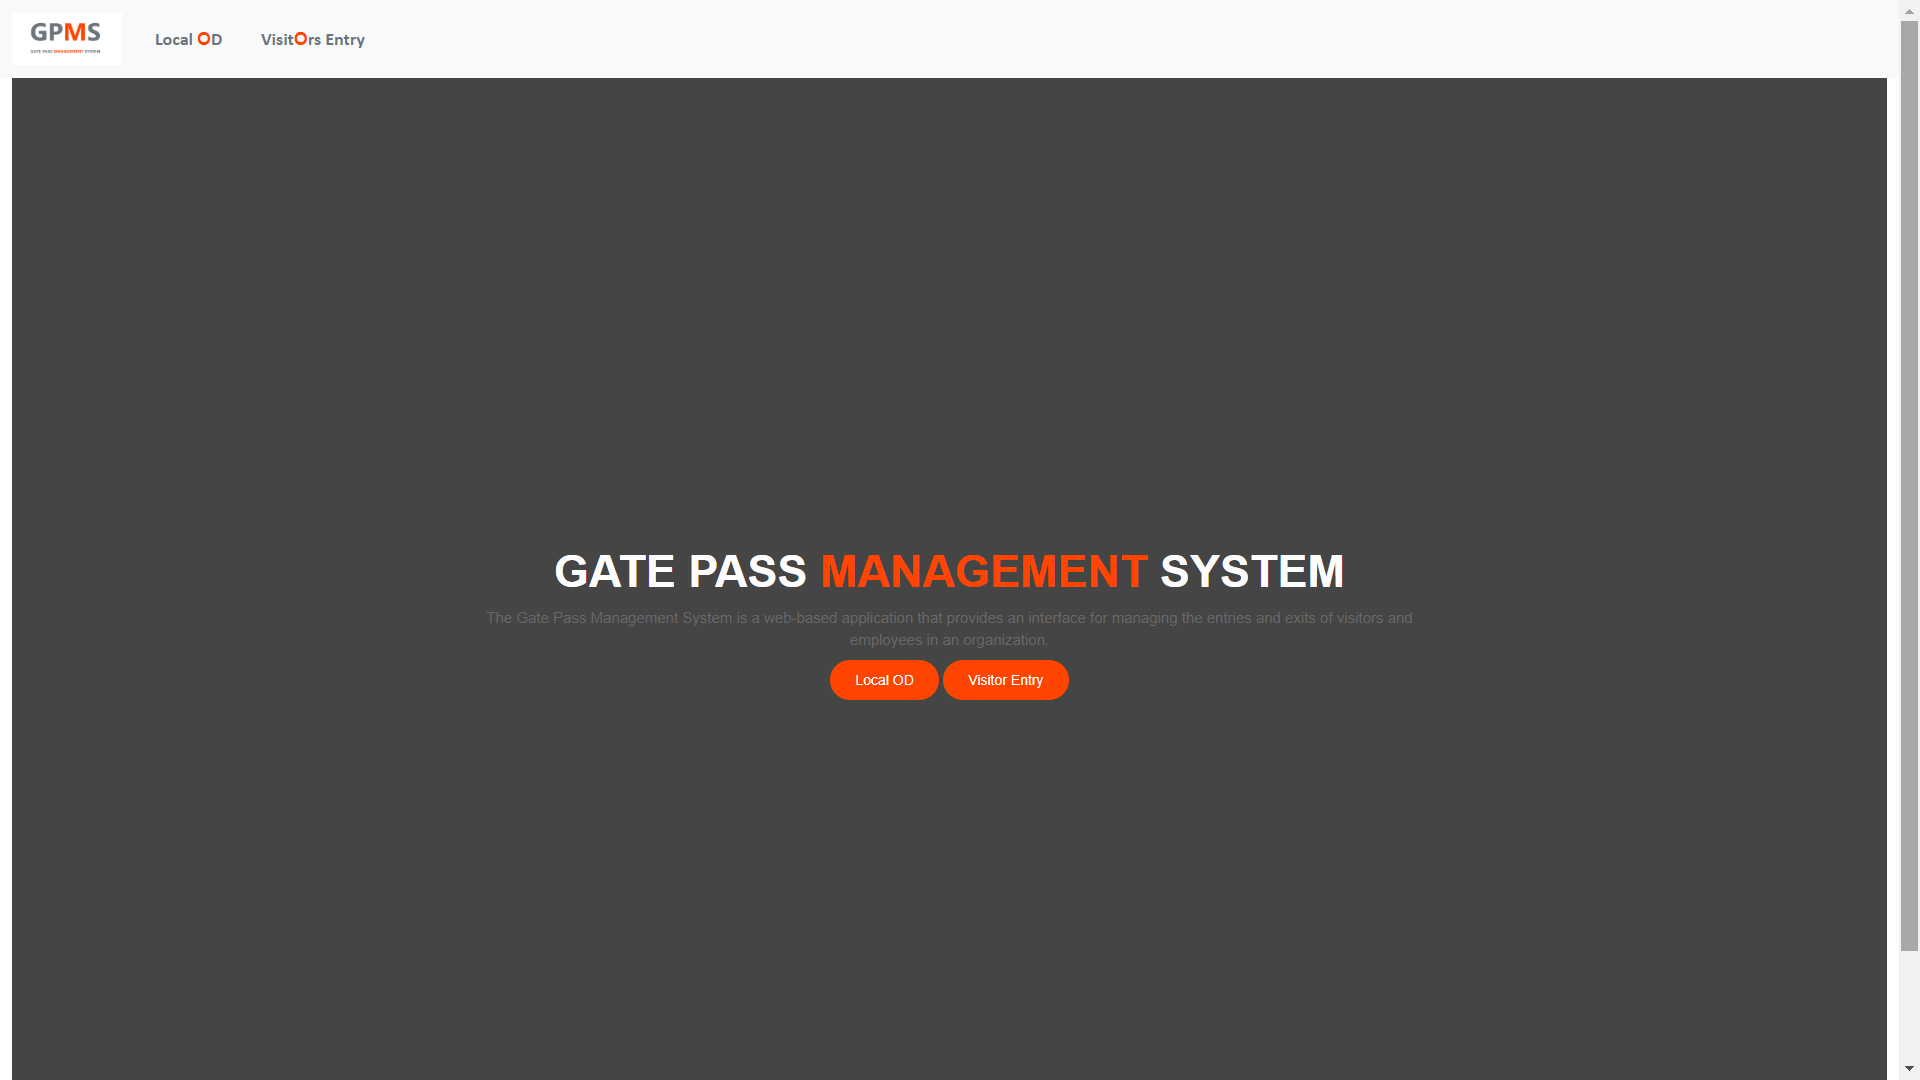 GPMS
GATE PASS MANAGEMENT SYSTEM
Local OD
VisitOrs Entry
GATE PASS MANAGEMENT SYSTEM
The Gate Pass Management System is a web-based application that provides an interface for managing the entries and exits of visitors and
employees in an organization.
Local OD
Visitor Entry